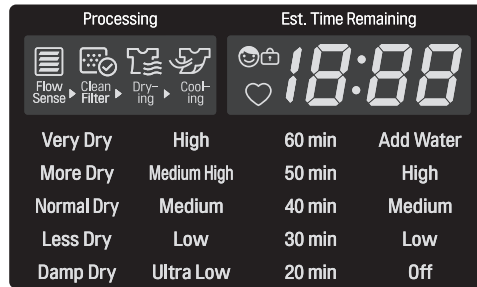 Processing Est. Time Remaining
18:88
Flow Sense Clean Filter Dry-ing Cool-ing
Very Dry High 60 min Add Water
More Dry Medium High 50 min High
Normal Dry Medium 40 min Medium
Less Dry Low 30 min Low
Damp Dry Ultra Low 20 min Off